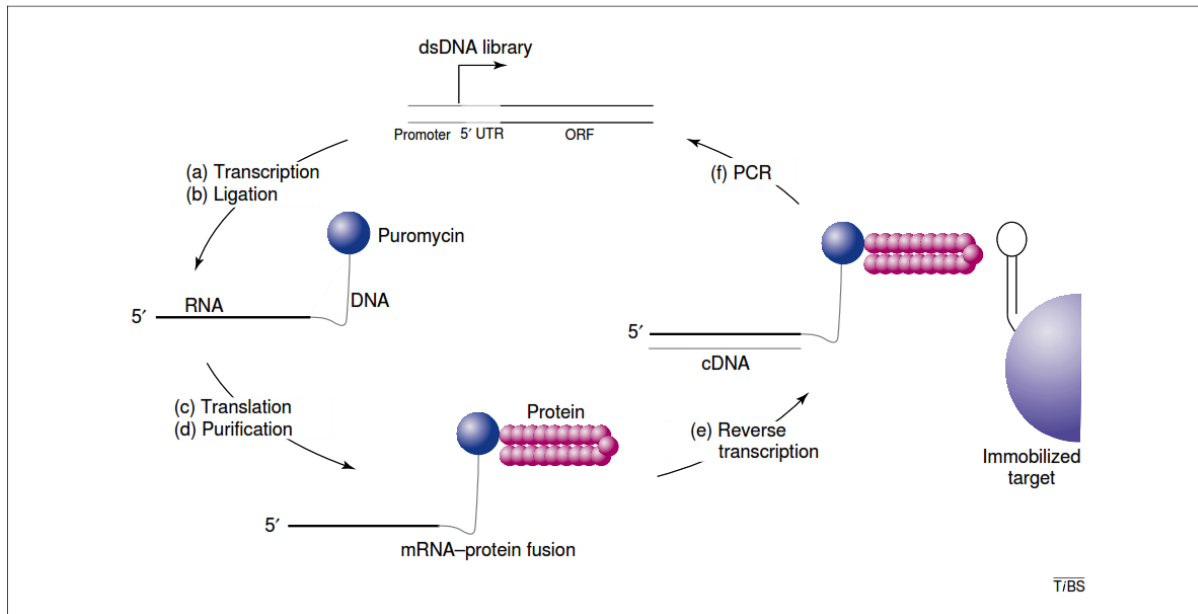 dsDNA library
Promoter 5′ UTR ORF
(a) Transcription
(b) Ligation
(f) PCR
Puromycin
RNA
DNA
5′
5′
cDNA
(c) Translation
(d) Purification
Protein
(e) Reverse
transcription
Immobilized
target
5′
mRNA–protein fusion
TiBS